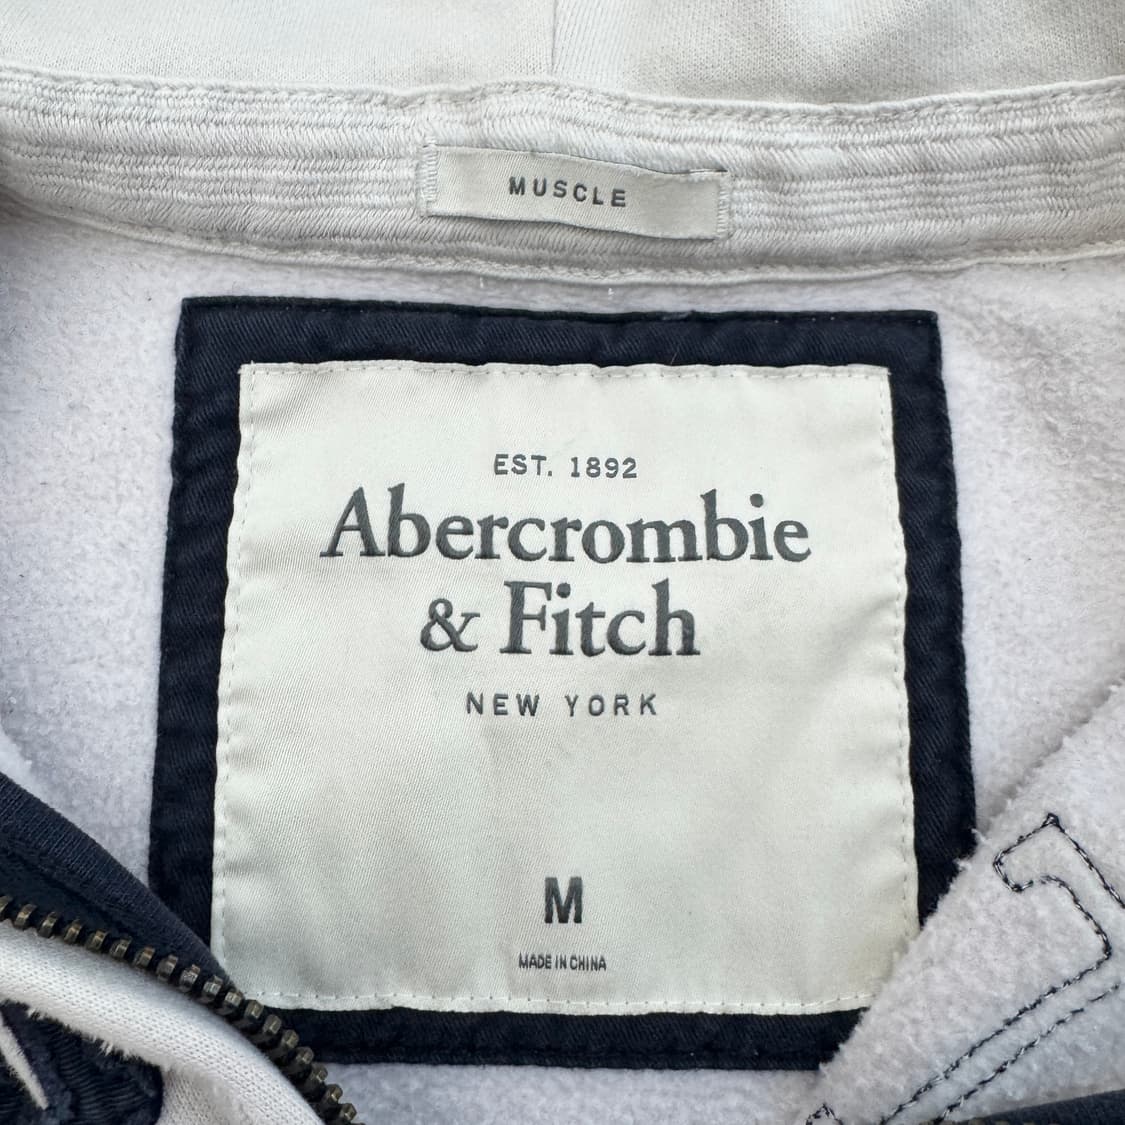 MUSCLE
EST. 1892
Abercrombie
& Fitch
NEW YORK
M
MADE IN CHINA